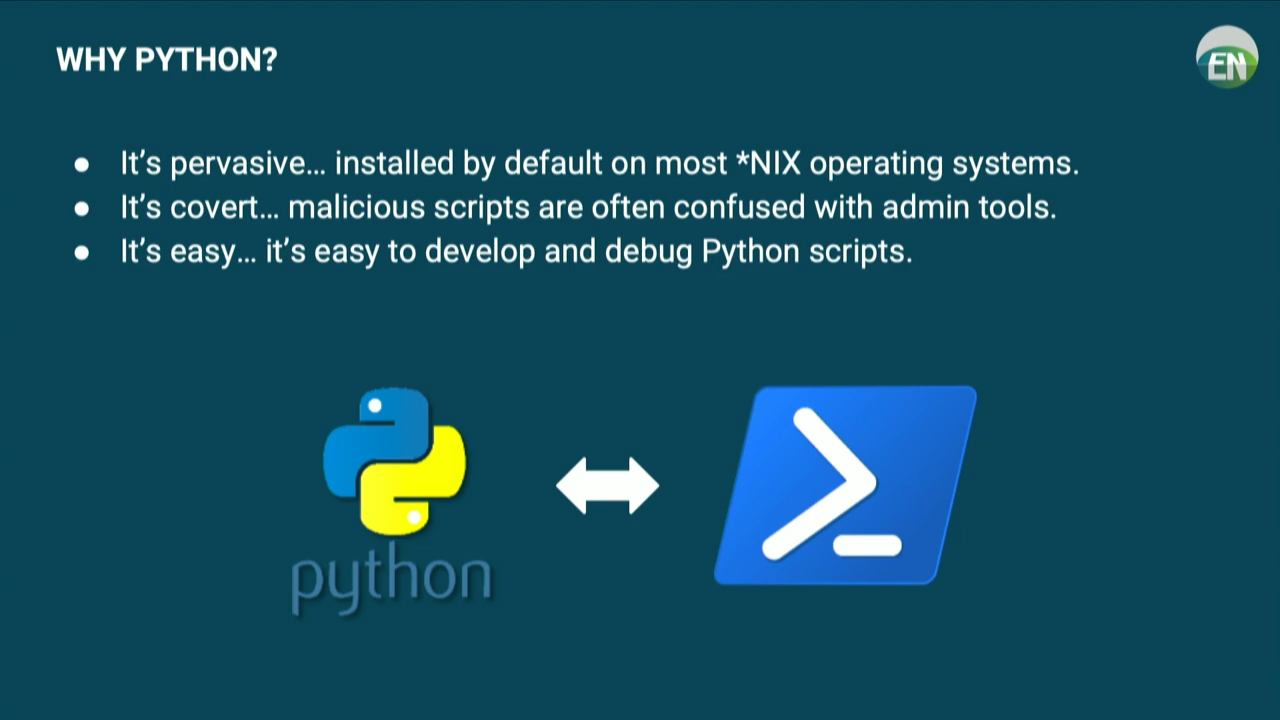 WHY PYTHON?
EN
● It's pervasive... installed by default on most *NIX operating systems.
● It's covert... malicious scripts are often confused with admin tools.
● It's easy... it's easy to develop and debug Python scripts.
python